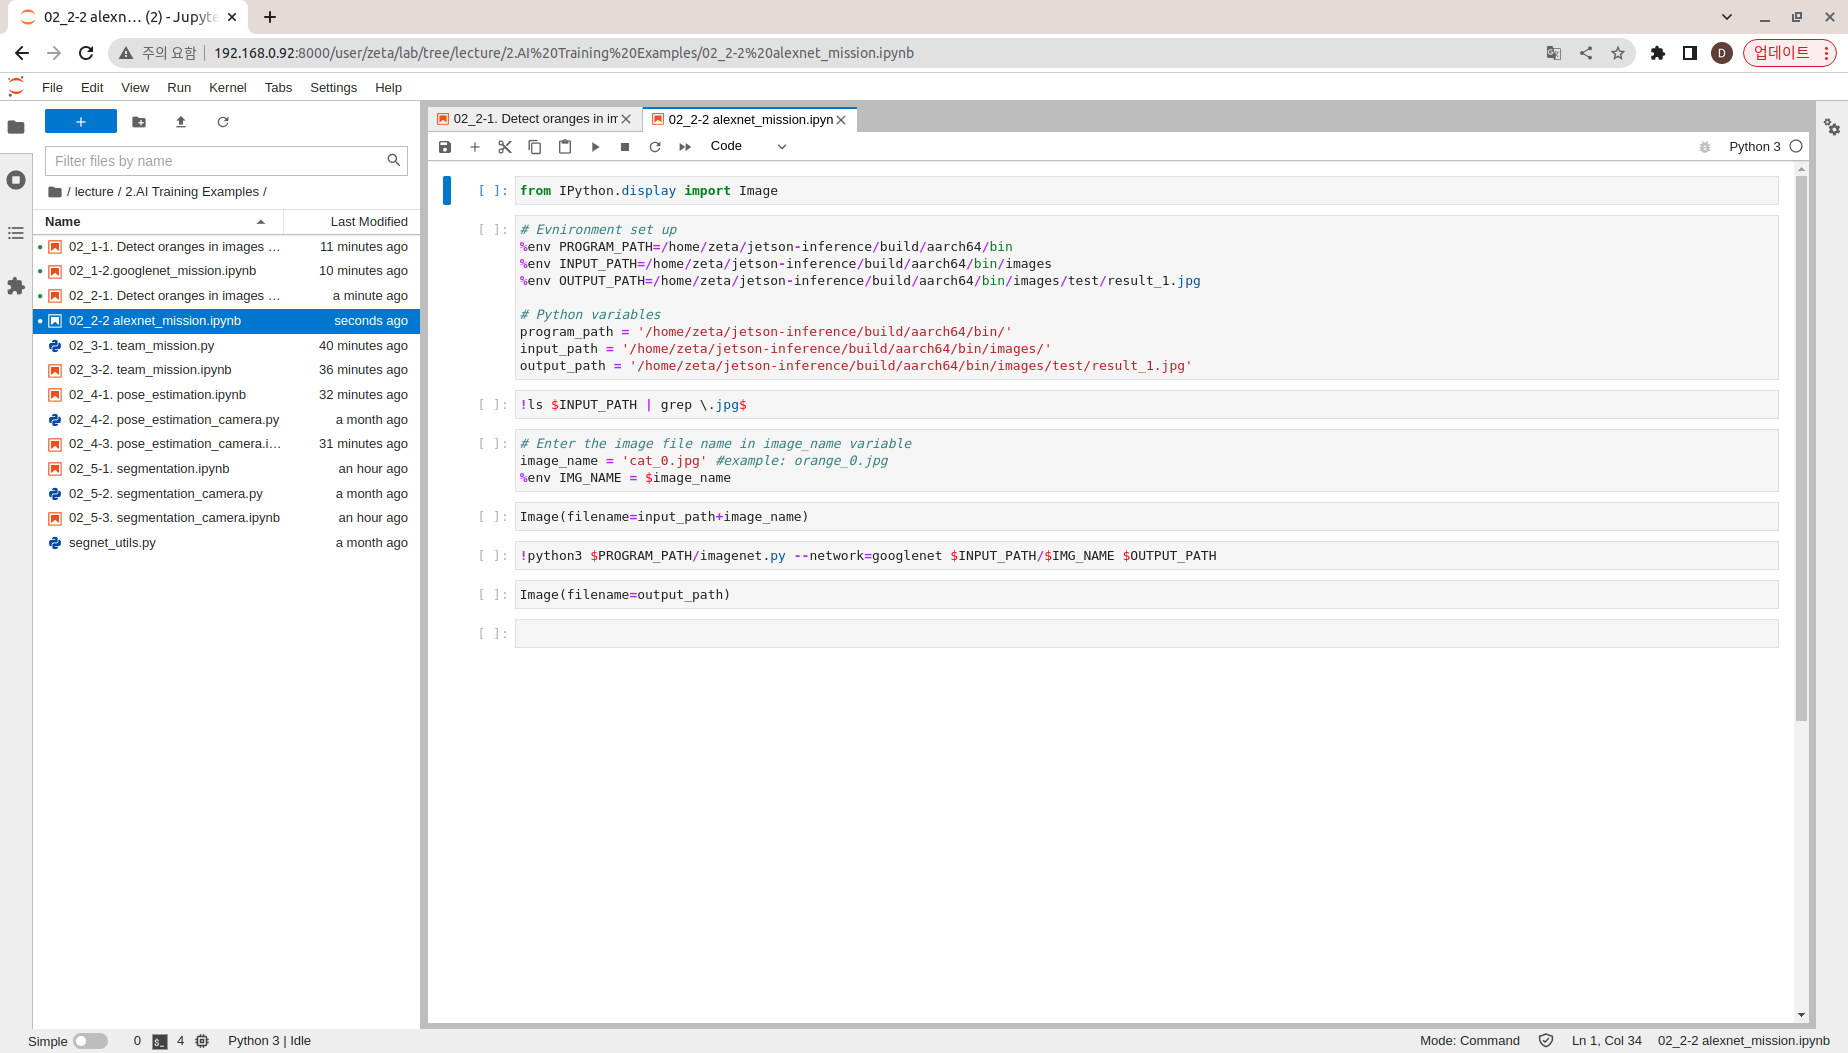 02_2-2 alexn… (2) - Jupyte
주의 요함
192.168.0.92:8000/user/zeta/lab/tree/lecture/2.AI%20Training%20Examples/02_2-2%20alexnet_mission.ipynb
D
업데이트
File Edit View Run Kernel Tabs Settings Help
Filter files by name
/ lecture / 2.AI Training Examples /
Name Last Modified
02_1-1. Detect oranges in images … 11 minutes ago
02_1-2.googlenet_mission.ipynb 10 minutes ago
02_2-1. Detect oranges in images … a minute ago
02_2-2 alexnet_mission.ipynb seconds ago
02_3-1. team_mission.py 40 minutes ago
02_3-2. team_mission.ipynb 36 minutes ago
02_4-1. pose_estimation.ipynb 32 minutes ago
02_4-2. pose_estimation_camera.py a month ago
02_4-3. pose_estimation_camera.i… 31 minutes ago
02_5-1. segmentation.ipynb an hour ago
02_5-2. segmentation_camera.py a month ago
02_5-3. segmentation_camera.ipynb an hour ago
segnet_utils.py a month ago
02_2-1. Detect oranges in im
02_2-2 alexnet_mission.ipyn
Code
Python 3
[ ]: from IPython.display import Image
[ ]: # Evnironment set up
%env PROGRAM_PATH=/home/zeta/jetson-inference/build/aarch64/bin
%env INPUT_PATH=/home/zeta/jetson-inference/build/aarch64/bin/images
%env OUTPUT_PATH=/home/zeta/jetson-inference/build/aarch64/bin/images/test/result_1.jpg
# Python variables
program_path = '/home/zeta/jetson-inference/build/aarch64/bin/'
input_path = '/home/zeta/jetson-inference/build/aarch64/bin/images/'
output_path = '/home/zeta/jetson-inference/build/aarch64/bin/images/test/result_1.jpg'
[ ]: !ls $INPUT_PATH | grep \.jpg$
[ ]: # Enter the image file name in image_name variable
image_name = 'cat_0.jpg' #example: orange_0.jpg
%env IMG_NAME = $image_name
[ ]: Image(filename=input_path+image_name)
[ ]: !python3 $PROGRAM_PATH/imagenet.py --network=googlenet $INPUT_PATH/$IMG_NAME $OUTPUT_PATH
[ ]: Image(filename=output_path)
[ ]:
Simple 0 $_ 4 Python 3 | Idle
Mode: Command Ln 1, Col 34 02_2-2 alexnet_mission.ipynb